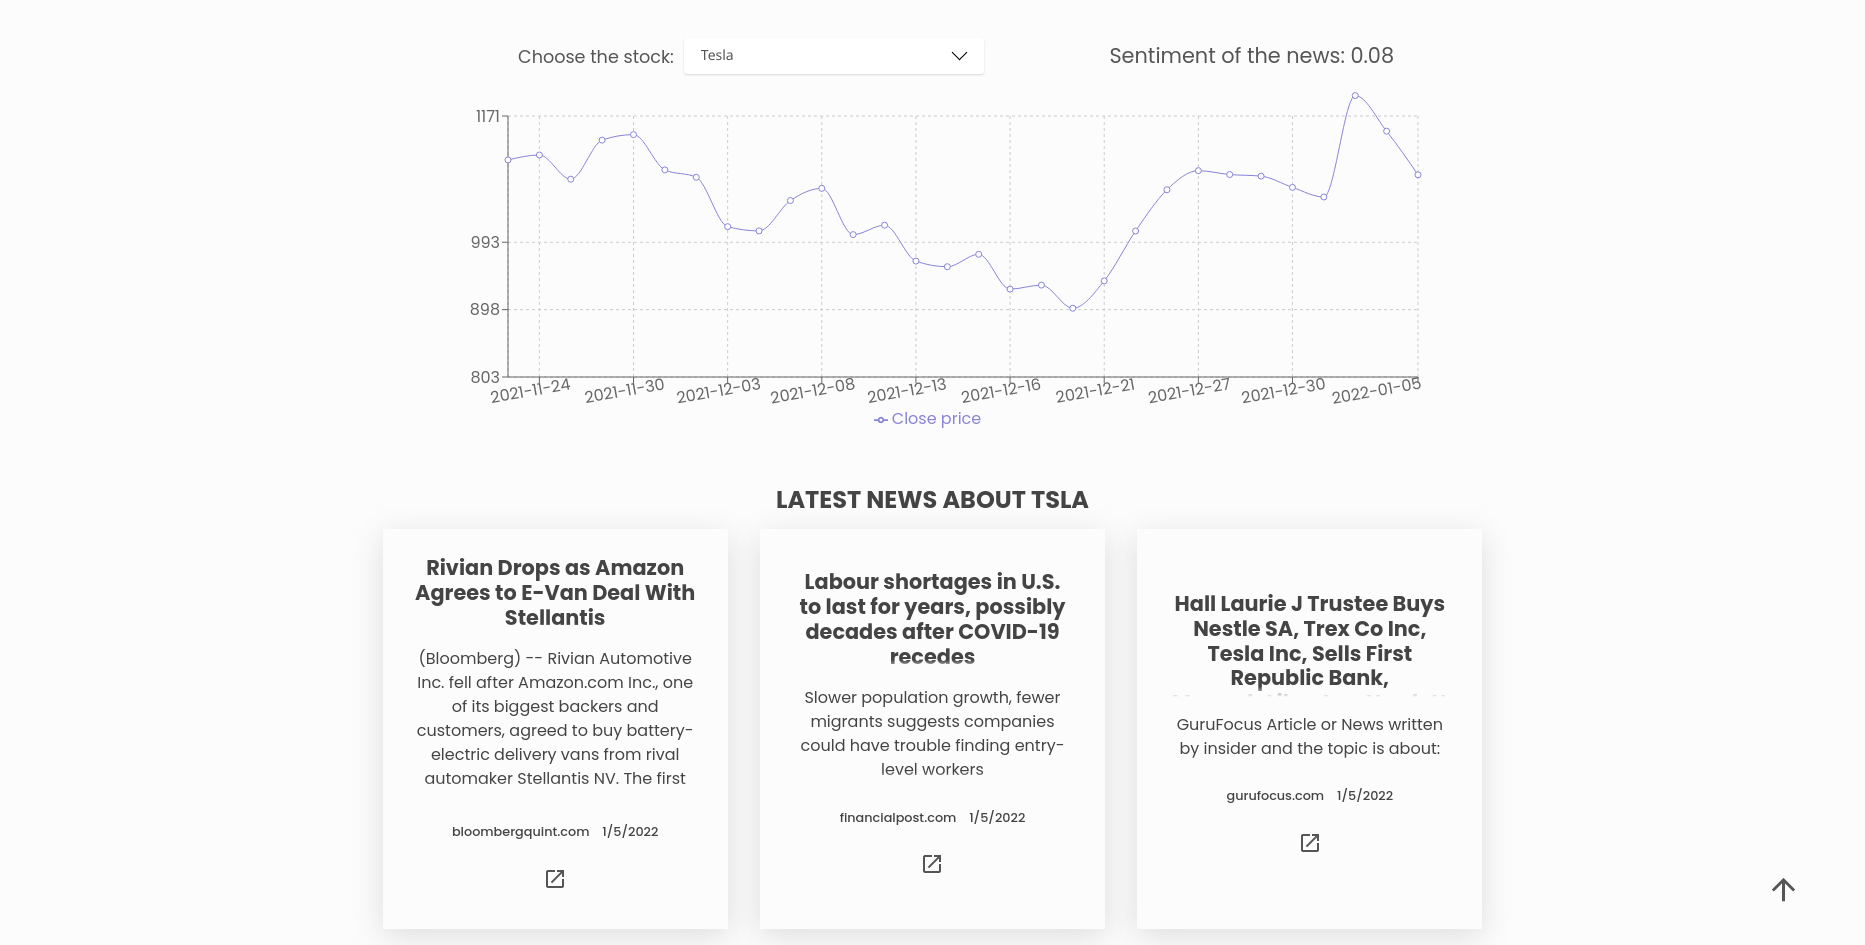 Choose the stock:
Tesla
Sentiment of the news: 0.08
1171
993
898
803
2021-11-24
2021-11-30
2021-12-03
2021-12-08
2021-12-13
2021-12-16
2021-12-21
2021-12-27
2021-12-30
2022-01-05
Close price
LATEST NEWS ABOUT TSLA
Rivian Drops as Amazon
Agrees to E-Van Deal With
Stellantis
(Bloomberg) -- Rivian Automotive
Inc. fell after Amazon.com Inc., one
of its biggest backers and
customers, agreed to buy battery-
electric delivery vans from rival
automaker Stellantis NV. The first
bloombergquint.com 1/5/2022
Labour shortages in U.S.
to last for years, possibly
decades after COVID-19
recedes
Slower population growth, fewer
migrants suggests companies
could have trouble finding entry-
level workers
financialpost.com 1/5/2022
Hall Laurie J Trustee Buys
Nestle SA, Trex Co Inc,
Tesla Inc, Sells First
Republic Bank,
GuruFocus Article or News written
by insider and the topic is about:
gurufocus.com 1/5/2022